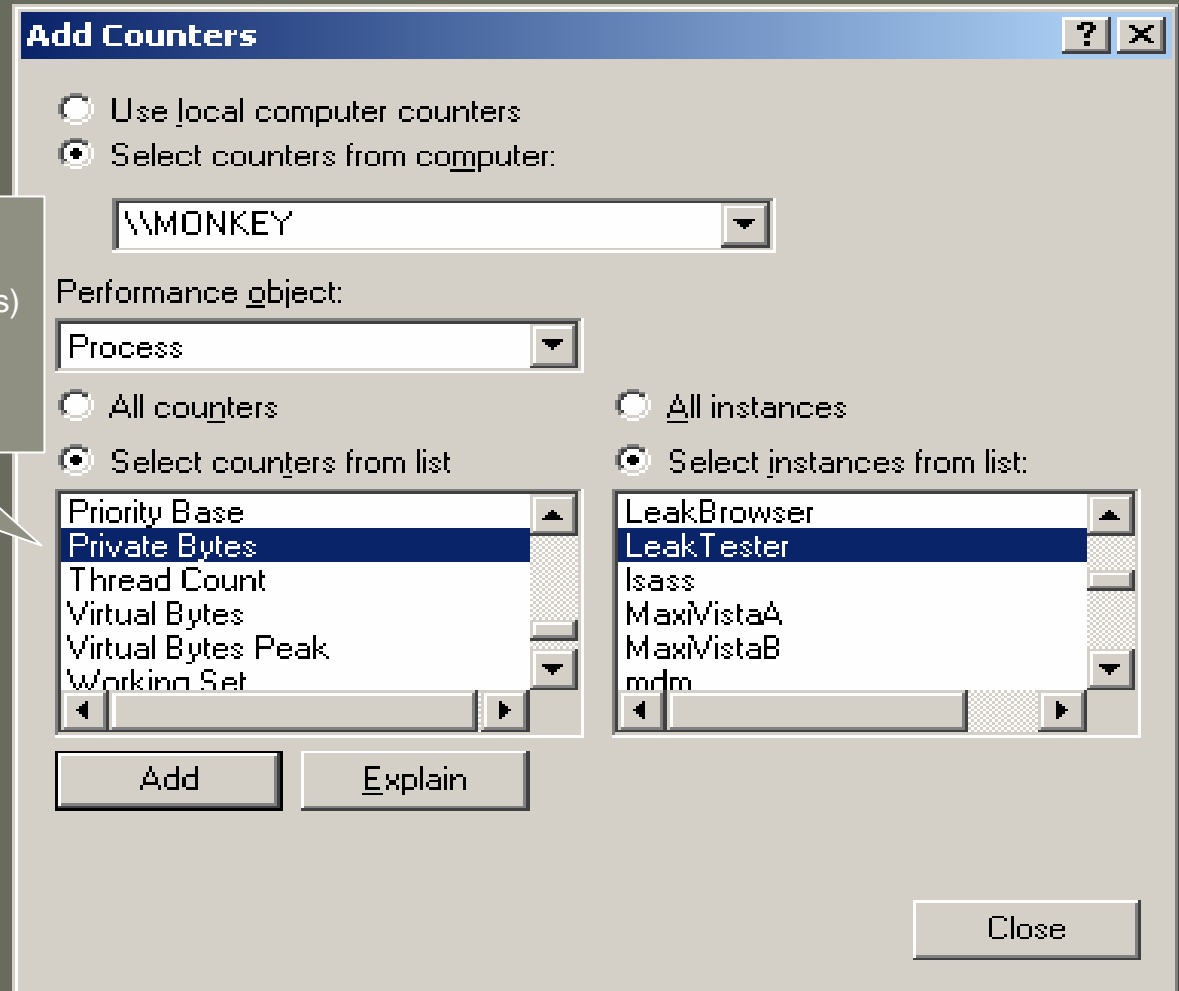 Add Counters
Use local computer counters
Select counters from computer:
\\MONKEY
s)
Performance object:
Process
All counters
All instances
Select counters from list
Select instances from list:
Priority Base
Private Bytes
Thread Count
Virtual Bytes
Virtual Bytes Peak
Working Set
LeakBrowser
LeakTester
lsass
MaxiVistaA
MaxiVistaB
mdm
Add
Explain
Close